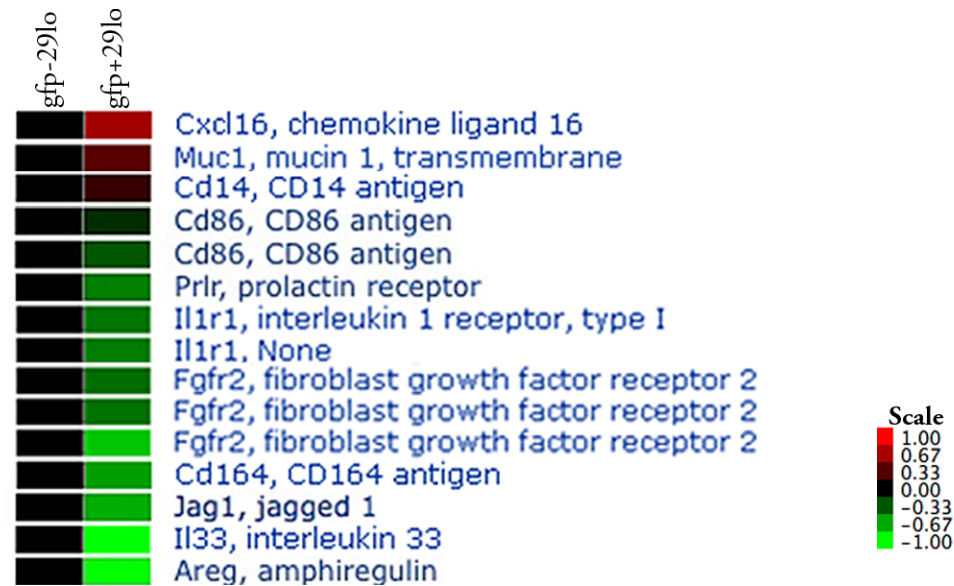 gfp-29lo
gfp+29lo
Cxcl16, chemokine ligand 16
Muc1, mucin 1, transmembrane
Cd14, CD14 antigen
Cd86, CD86 antigen
Cd86, CD86 antigen
Prlr, prolactin receptor
Il1r1, interleukin 1 receptor, type I
Il1r1, None
Fgfr2, fibroblast growth factor receptor 2
Fgfr2, fibroblast growth factor receptor 2
Fgfr2, fibroblast growth factor receptor 2
Cd164, CD164 antigen
Jag1, jagged 1
Il33, interleukin 33
Areg, amphiregulin
Scale
1.00
0.67
0.33
0.00
-0.33
-0.67
-1.00